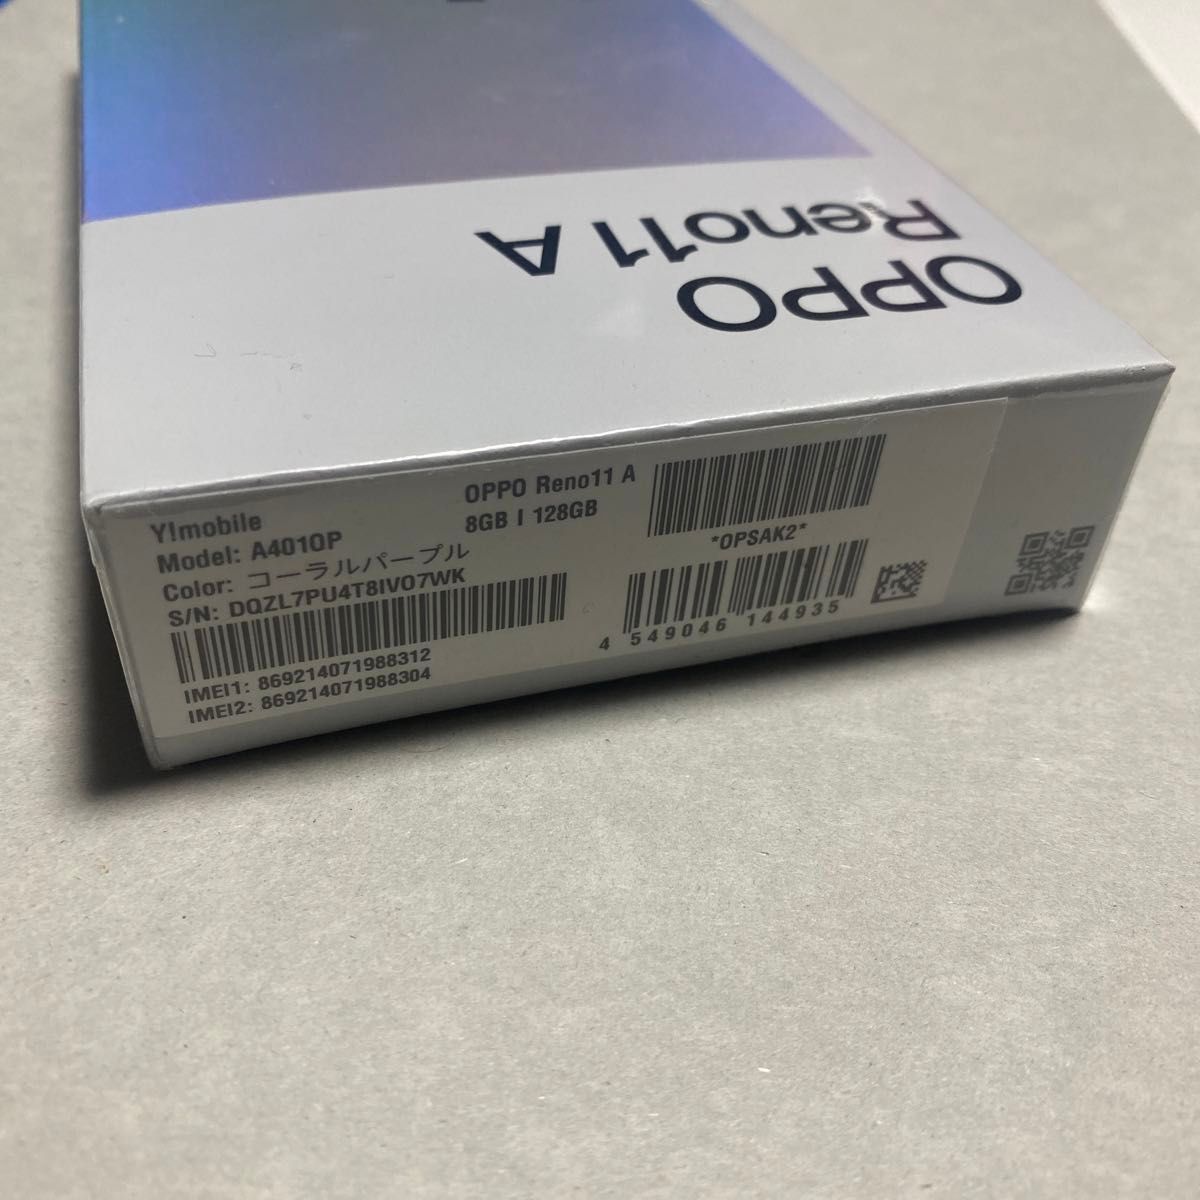 OPPO
Reno11 A
Y!mobile
Model: A401OP
Color: コーラルパープル
S/N: DQZL7PU4T8IVO7WK
IMEI1: 869214071988312
IMEI2: 869214071988304
OPPO Reno11 A
8GB | 128GB
*OPSAK2*
4 549046 144935